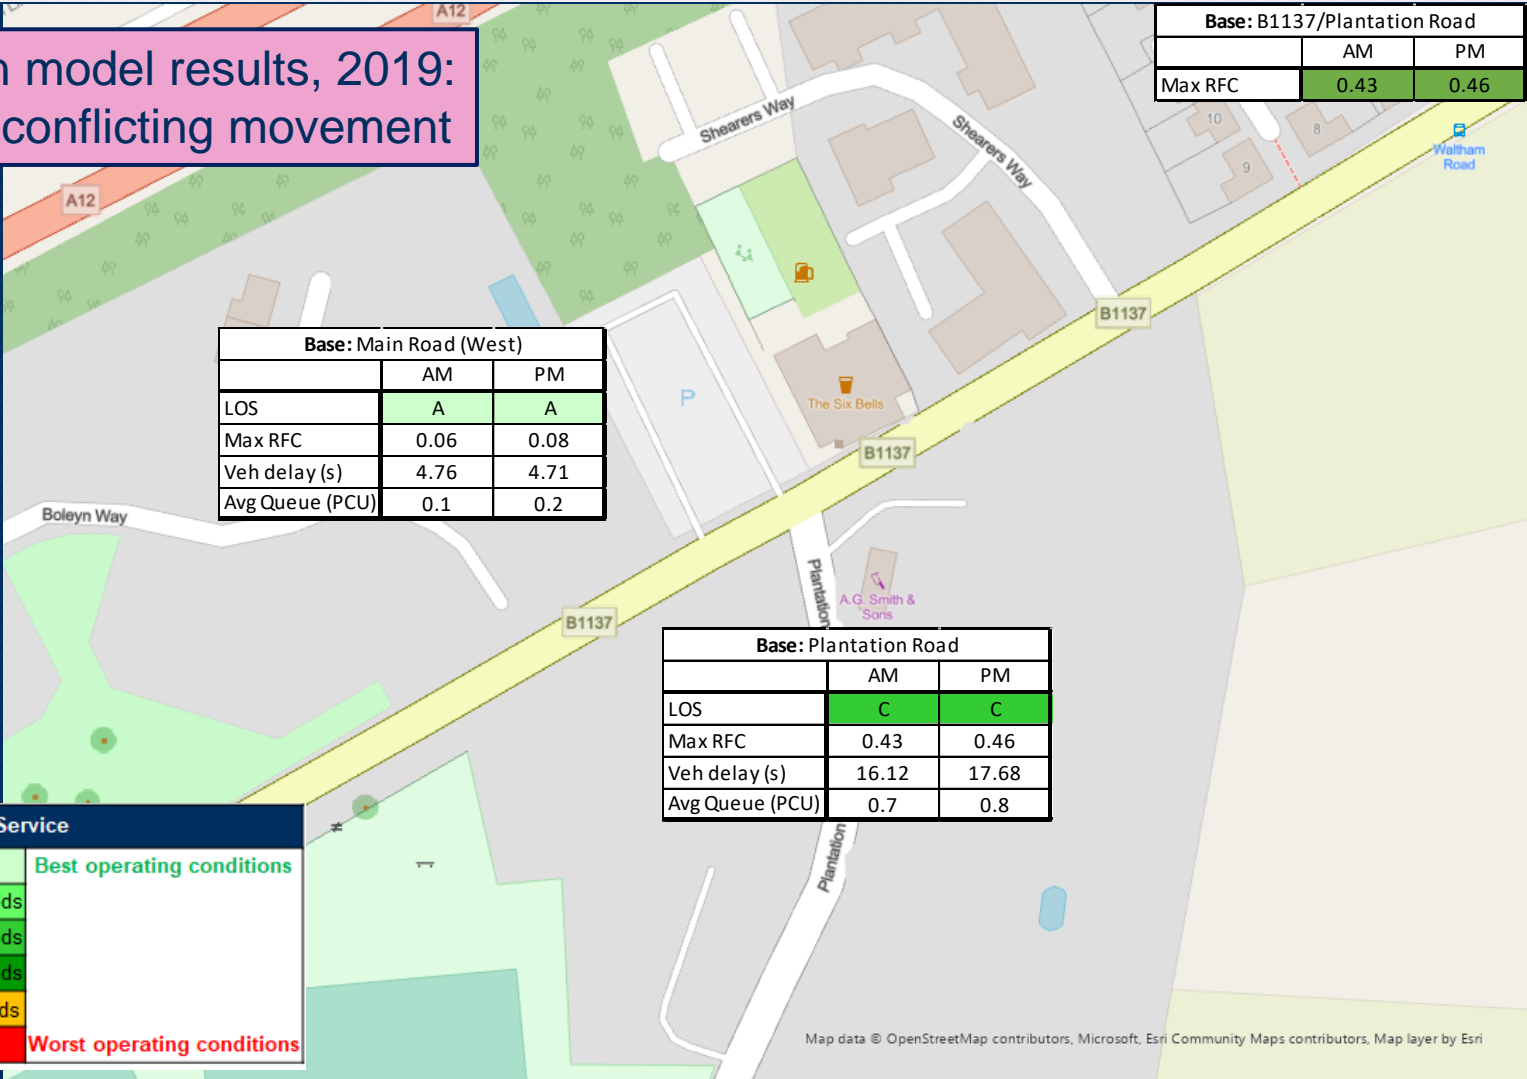 A12
model results, 2019:
conflicting movement
Base: B1137/Plantation Road
AM PM
Max RFC 0.43 0.46
A12
Shearers Way
Shearers Way
10
8
9
Waltham
Road
B1137
Base: Main Road (West)
AM PM
LOS A A
Max RFC 0.06 0.08
Veh delay (s) 4.76 4.71
Avg Queue (PCU) 0.1 0.2
P
The Six Bells
B1137
Boleyn Way
Plantation
A.G. Smith &
Sons
B1137
Base: Plantation Road
AM PM
LOS C C
Max RFC 0.43 0.46
Veh delay (s) 16.12 17.68
Avg Queue (PCU) 0.7 0.8
Plantation
Service
Best operating conditions
ds
ds
ds
ds
Worst operating conditions
Map data © OpenStreetMap contributors, Microsoft, Esri Community Maps contributors, Map layer by Esri